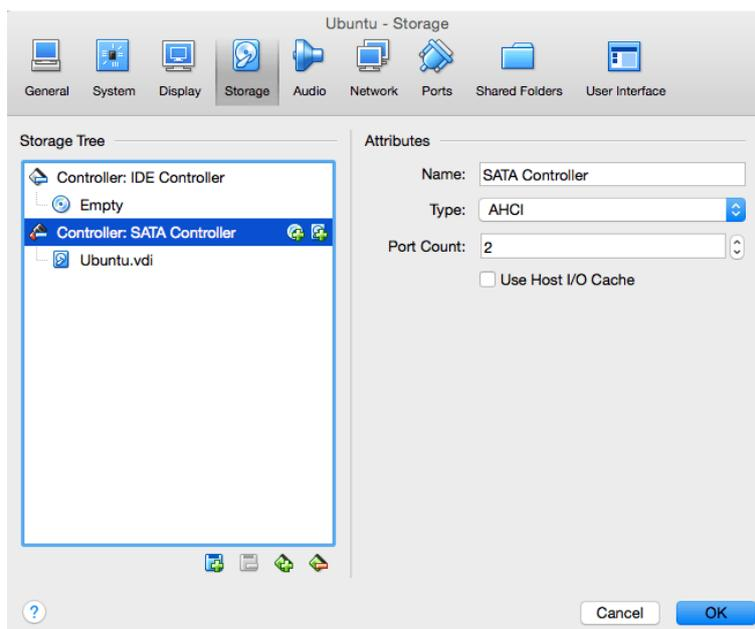 Ubuntu - Storage
General System Display Storage Audio Network Ports Shared Folders User Interface
Storage Tree
Controller: IDE Controller
Empty
Controller: SATA Controller
Ubuntu.vdi
Attributes
Name: SATA Controller
Type: AHCI
Port Count: 2
Use Host I/O Cache
?
Cancel OK